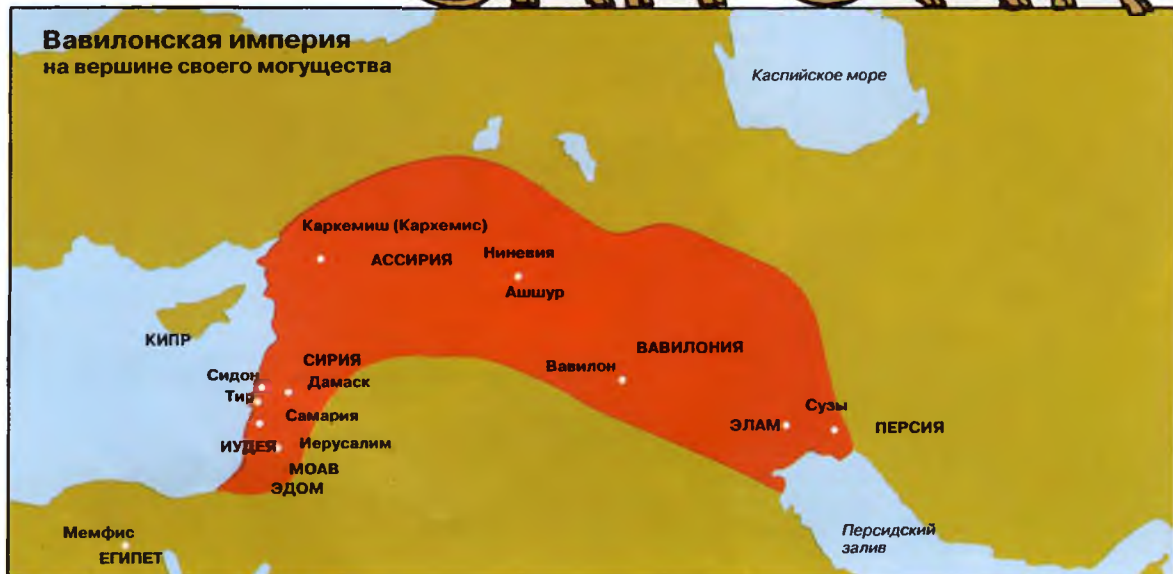 Вавилонская империя
на вершине своего могущества
Каспийское море
Каркемиш (Кархемис)
Ниневия
АССИРИЯ
Ашшур
КИПР
ВАВИЛОНИЯ
СИРИЯ
Вавилон
Сидон
Дамаск
Тир
Сузы
Самария
ЭЛАМ
ПЕРСИЯ
ИУДЕЯ
Иерусалим
МОАВ
ЭДОМ
Мемфис
ЕГИПЕТ
Персидский
залив